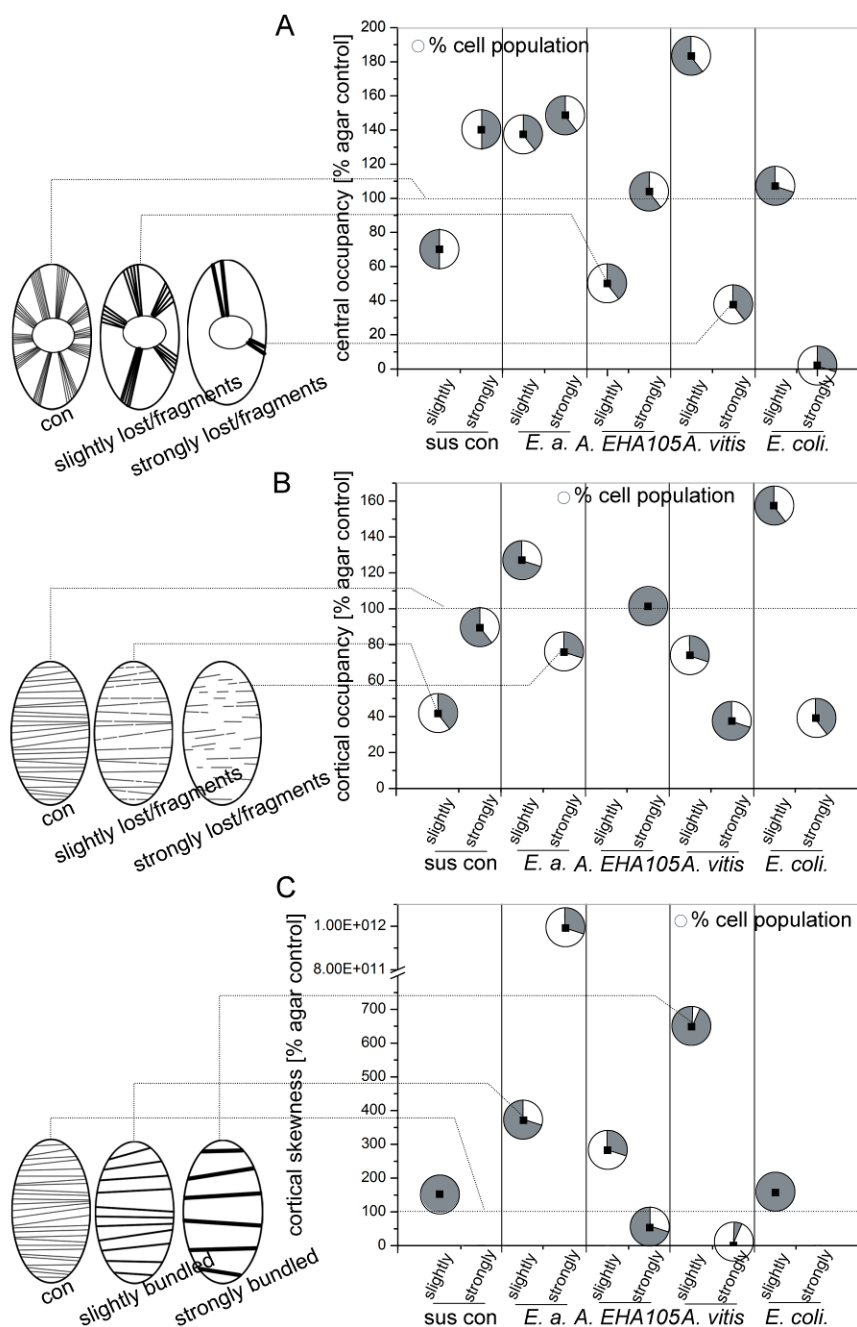 A
% cell population
central occupancy [% agar control]
200
180
160
140
120
100
80
60
40
20
0
con
slightly lost/fragments
strongly lost/fragments
slightly strongly slightly strongly slightly strongly slightly strongly slightly strongly
sus con E. a. A. EHA105 A. vitis E. coli.
B
% cell population
cortical occupancy [% agar control]
160
140
120
100
80
60
40
20
0
con
slightly lost/fragments
strongly lost/fragments
slightly strongly slightly strongly slightly strongly slightly strongly slightly strongly
sus con E. a. A. EHA105 A. vitis E. coli.
C
% cell population
cortical skewness [% agar control]
1.00E+012
8.00E+011
700
600
500
400
300
200
100
0
con
slightly bundled
strongly bundled
slightly strongly slightly strongly slightly strongly slightly strongly slightly strongly
sus con E. a. A. EHA105 A. vitis E. coli.